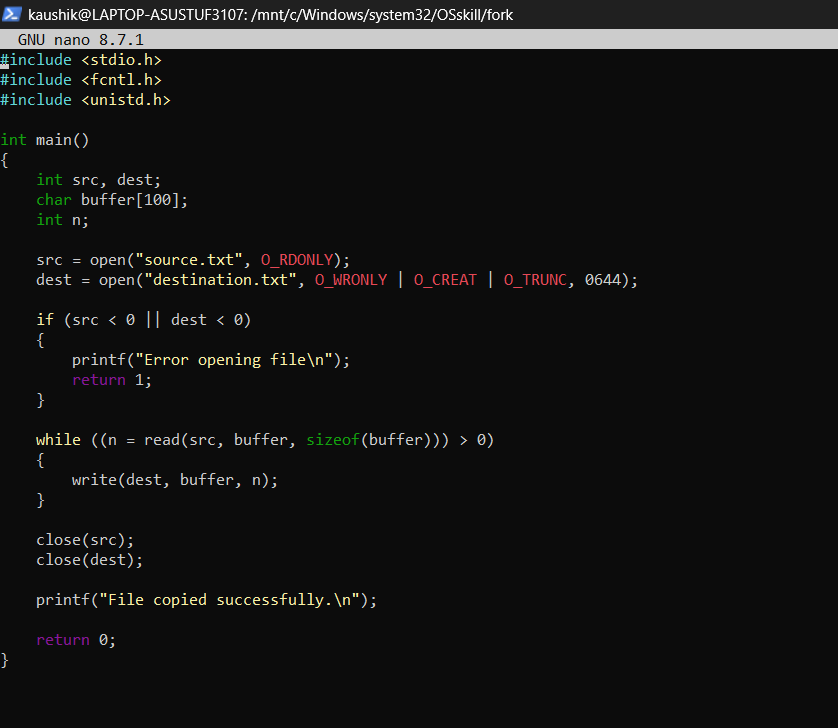 kaushik@LAPTOP-ASUSTUF3107: /mnt/c/Windows/system32/OSskill/fork
GNU nano 8.7.1
#include <stdio.h>
#include <fcntl.h>
#include <unistd.h>

int main()
{
    int src, dest;
    char buffer[100];
    int n;

    src = open("source.txt", O_RDONLY);
    dest = open("destination.txt", O_WRONLY | O_CREAT | O_TRUNC, 0644);

    if (src < 0 || dest < 0)
    {
        printf("Error opening file\n");
        return 1;
    }

    while ((n = read(src, buffer, sizeof(buffer))) > 0)
    {
        write(dest, buffer, n);
    }

    close(src);
    close(dest);

    printf("File copied successfully.\n");

    return 0;
}